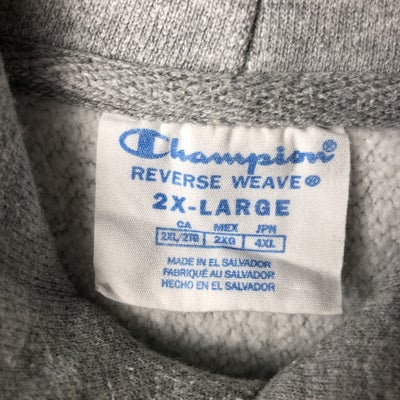 Champion
REVERSE WEAVE®
2X-LARGE
CA MEX JPN
2XL/2TG 2XG 4XL
MADE IN EL SALVADOR
FABRIQUÉ AU SALVADOR
HECHO EN EL SALVADOR